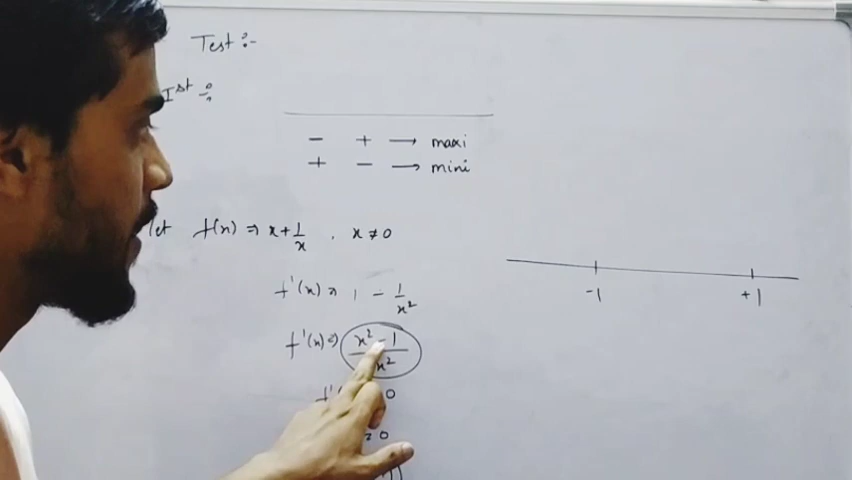 Test :-
Ist :-
- + → maxi
+ - → mini
let f(x) ⇒ x + 1/x , x ≠ 0
f'(x) ⇒ 1 - 1/x²
f'(x) ⇒ x² - 1 / x²
-1 +1